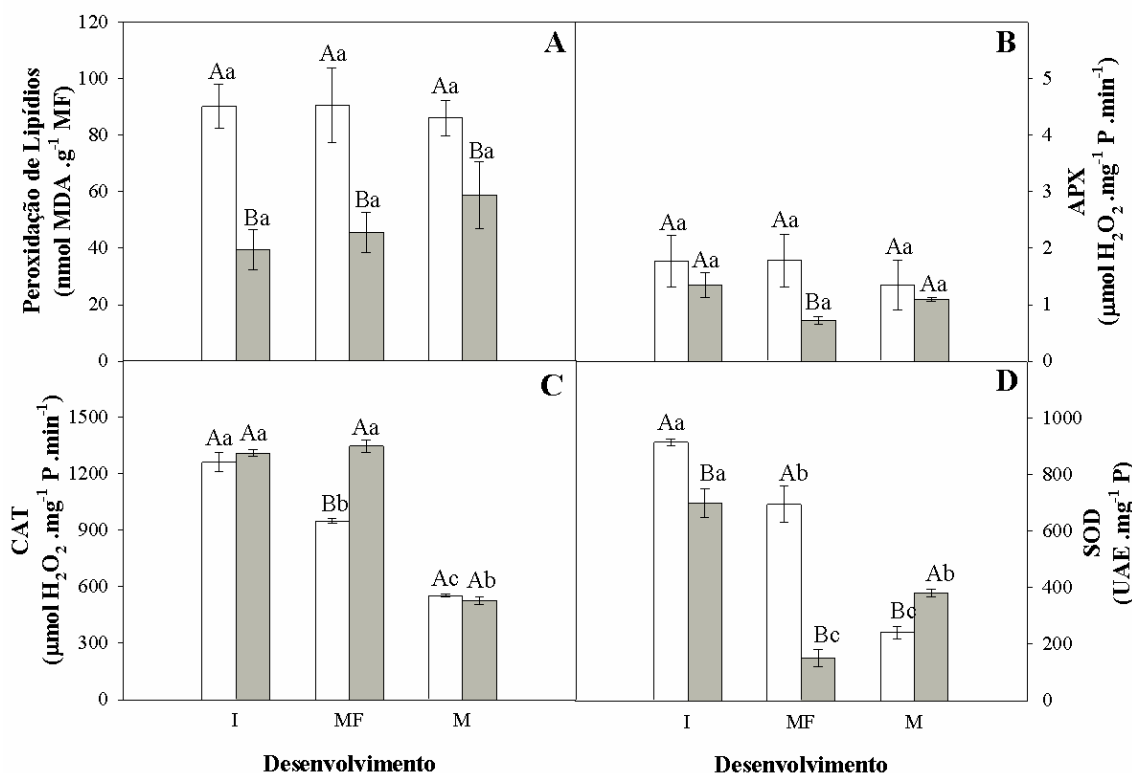 A
Peroxidação de Lipídios
(nmol MDA .g⁻¹ MF)
120
100
80
60
40
20
0
Aa
Ba
Aa
Ba
Aa
Ba
B
APX
(μmol H₂O₂ .mg⁻¹ P .min⁻¹)
5
4
3
2
1
0
Aa
Aa
Aa
Ba
Aa
Aa
C
CAT
(μmol H₂O₂ .mg⁻¹ P .min⁻¹)
1500
1200
900
600
300
0
Aa
Aa
Bb
Aa
Ac
Ab
I
MF
M
Desenvolvimento
D
SOD
(UAE .mg⁻¹ P)
1000
800
600
400
200
0
Aa
Ba
Ab
Bc
Bc
Ab
I
MF
M
Desenvolvimento